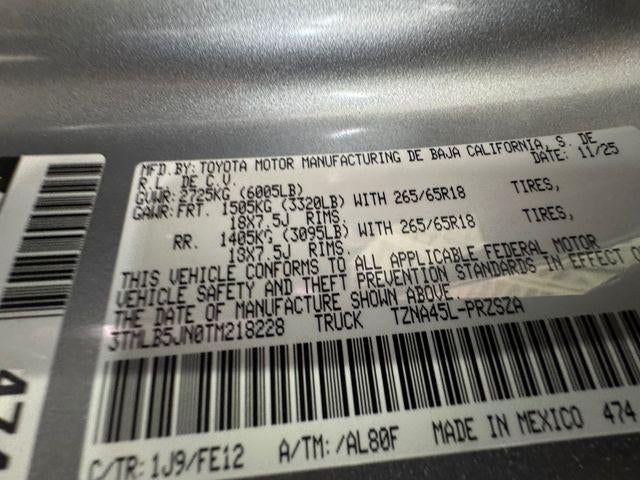 MFD. BY: TOYOTA MOTOR MANUFACTURING DE BAJA CALIFORNIA, S. DE
R.L. DE C.V. DATE: 11/25
GVWR: 2725KG (6005LB)
GAWR: FRT. 1505KG (3320LB) WITH 265/65R18 TIRES,
18X7.5J RIMS.
RR. 1405KG (3095LB) WITH 265/65R18 TIRES,
18X7.5J RIMS.
THIS VEHICLE CONFORMS TO ALL APPLICABLE FEDERAL MOTOR
VEHICLE SAFETY AND THEFT PREVENTION STANDARDS IN EFFECT
THE DATE OF MANUFACTURE SHOWN ABOVE.
3TMLB5JN0TM218228 TRUCK TZNA45L-PRZSZA
C/TR: 1J9/FE12 A/TM: /AL80F MADE IN MEXICO 474
474